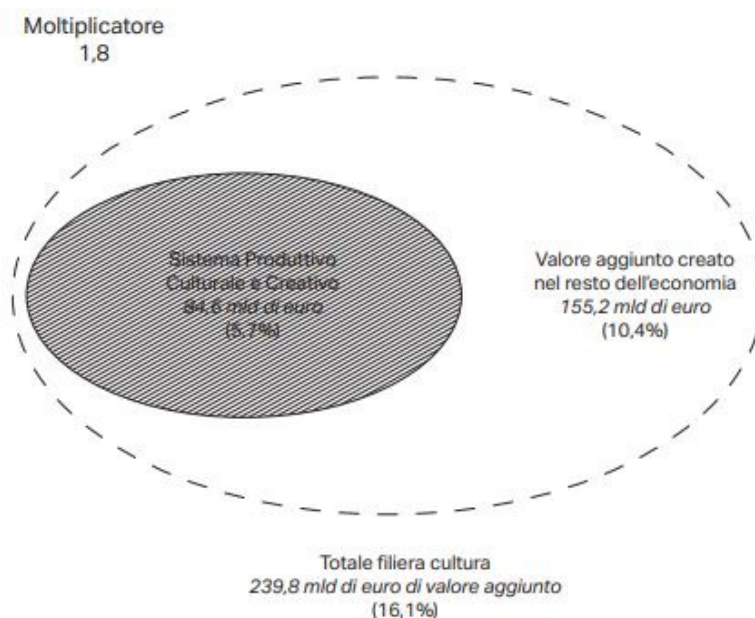 Moltiplicatore
1,8
Sistema Produttivo
Culturale e Creativo
84,6 mld di euro
(5,7%)
Valore aggiunto creato
nel resto dell'economia
155,2 mld di euro
(10,4%)
Totale filiera cultura
239,8 mld di euro di valore aggiunto
(16,1%)